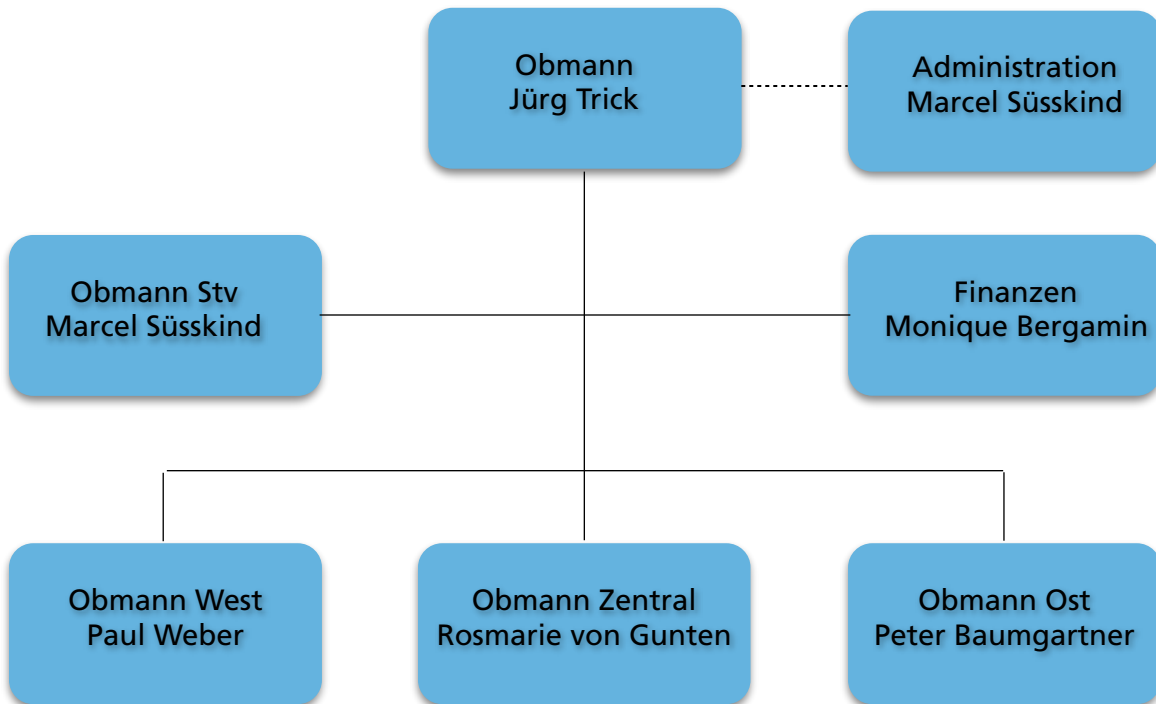 Obmann
Jürg Trick
Administration
Marcel Süsskind
Obmann Stv
Marcel Süsskind
Finanzen
Monique Bergamin
Obmann West
Paul Weber
Obmann Zentral
Rosmarie von Gunten
Obmann Ost
Peter Baumgartner